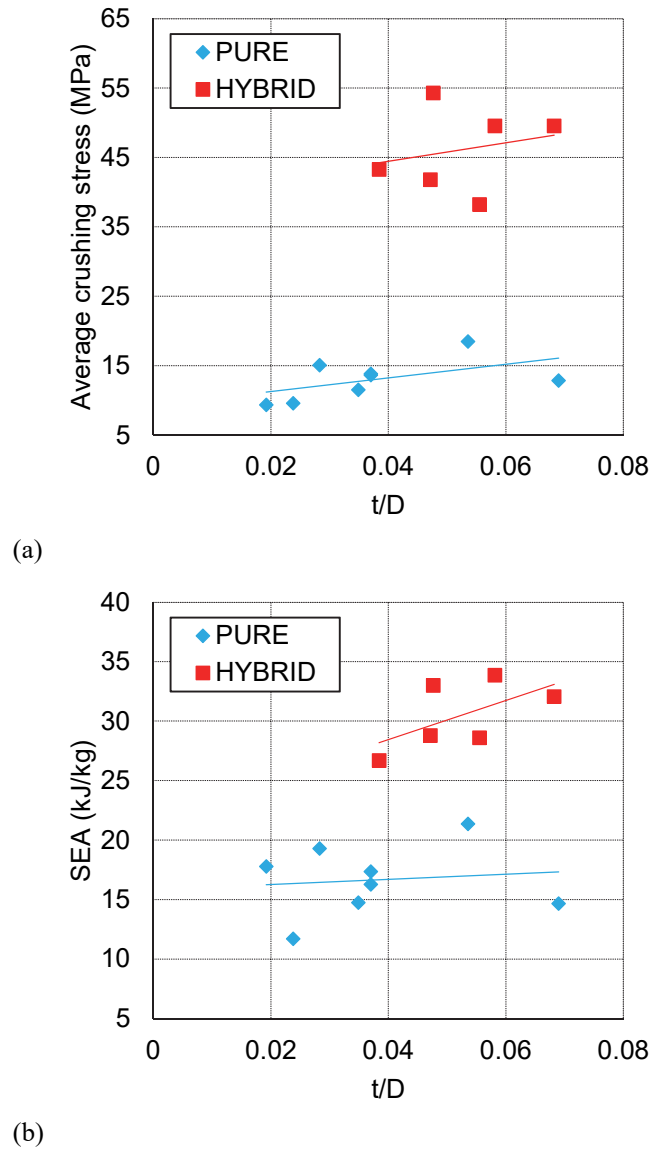 65
55
45
35
25
15
5
Average crushing stress (MPa)
PURE
HYBRID
0 0.02 0.04 0.06 0.08
t/D
(a)
40
35
30
25
20
15
10
5
SEA (kJ/kg)
PURE
HYBRID
0 0.02 0.04 0.06 0.08
t/D
(b)